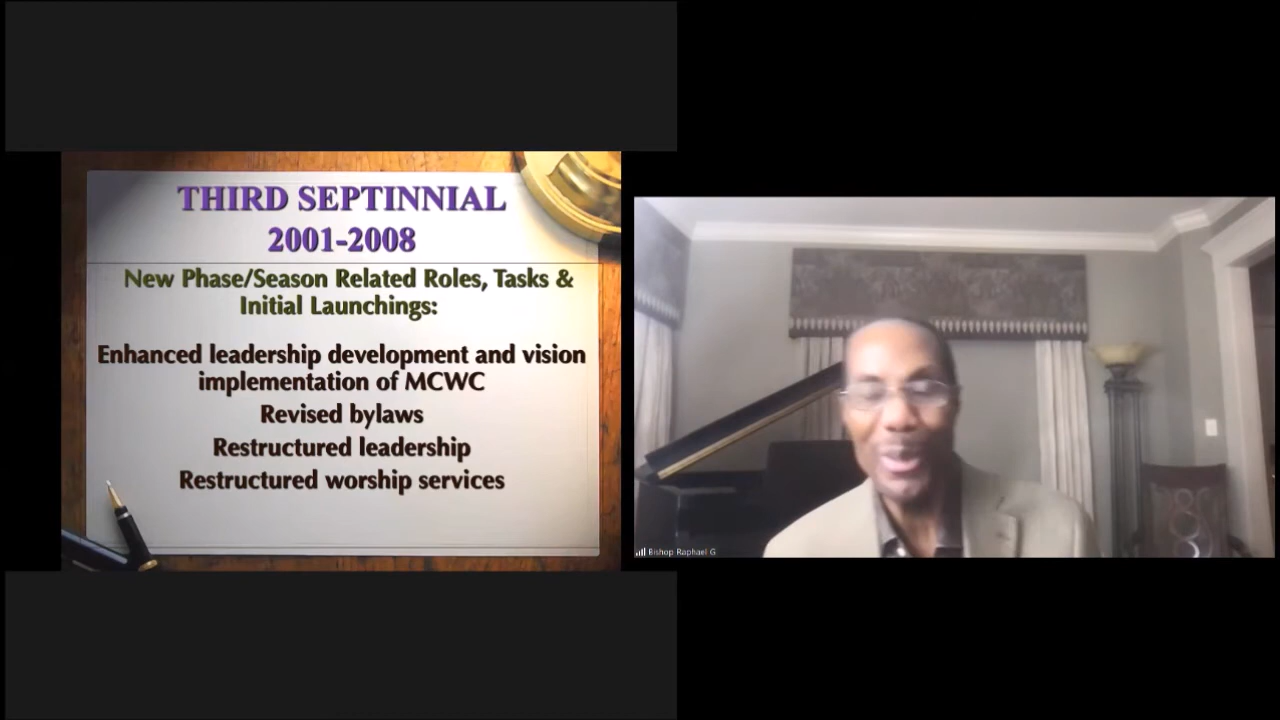 THIRD SEPTINNIAL
2001-2008
New Phase/Season Related Roles, Tasks &
Initial Launchings:
Enhanced leadership development and vision
implementation of MCWC
Revised bylaws
Restructured leadership
Restructured worship services
Bishop Raphael G